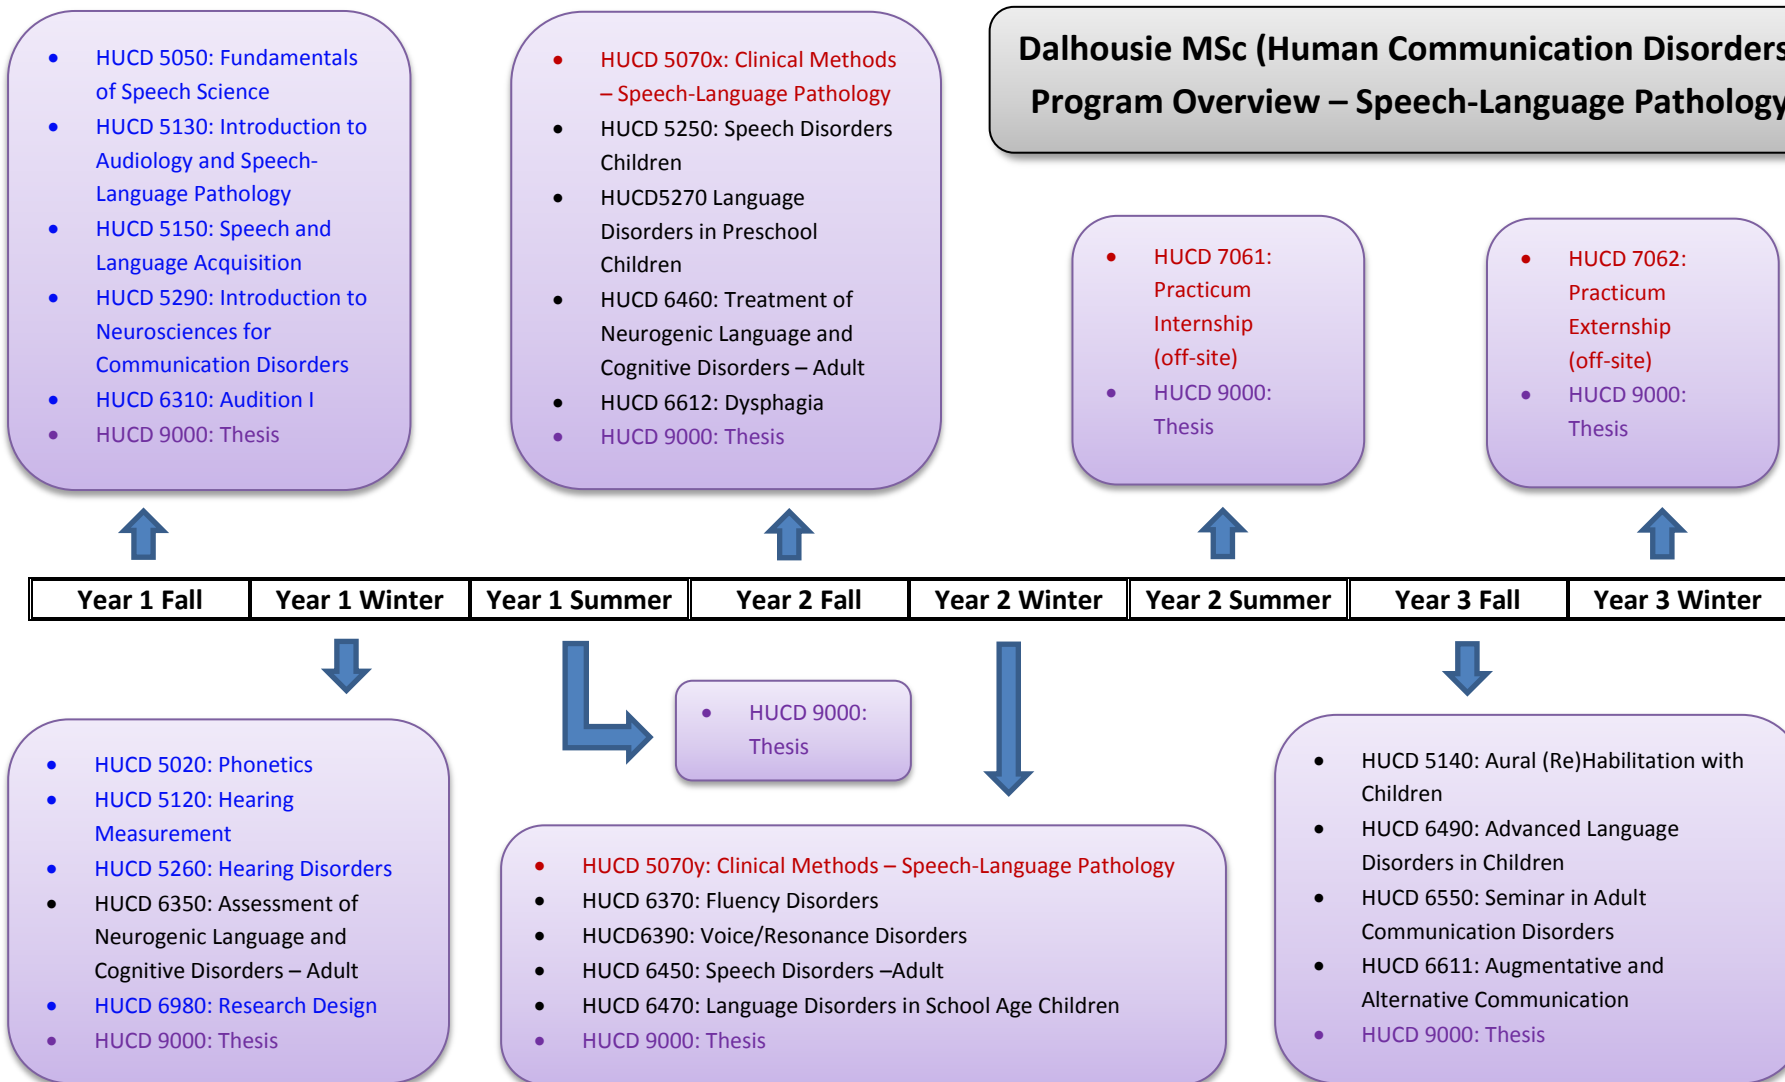 HUCD 5050: Fundamentals
of Speech Science
HUCD 5130: Introduction to
Audiology and Speech-
Language Pathology
HUCD 5150: Speech and
Language Acquisition
HUCD 5290: Introduction to
Neurosciences for
Communication Disorders
HUCD 6310: Audition I
HUCD 9000: Thesis
HUCD 5070x: Clinical Methods
– Speech-Language Pathology
HUCD 5250: Speech Disorders
Children
HUCD5270 Language
Disorders in Preschool
Children
HUCD 6460: Treatment of
Neurogenic Language and
Cognitive Disorders – Adult
HUCD 6612: Dysphagia
HUCD 9000: Thesis
Dalhousie MSc (Human Communication Disorders
Program Overview – Speech-Language Pathology
HUCD 7061:
Practicum
Internship
(off-site)
HUCD 9000:
Thesis
HUCD 7062:
Practicum
Externship
(off-site)
HUCD 9000:
Thesis
Year 1 Fall Year 1 Winter Year 1 Summer Year 2 Fall Year 2 Winter Year 2 Summer Year 3 Fall Year 3 Winter
HUCD 5020: Phonetics
HUCD 5120: Hearing
Measurement
HUCD 5260: Hearing Disorders
HUCD 6350: Assessment of
Neurogenic Language and
Cognitive Disorders – Adult
HUCD 6980: Research Design
HUCD 9000: Thesis
HUCD 9000:
Thesis
HUCD 5070y: Clinical Methods – Speech-Language Pathology
HUCD 6370: Fluency Disorders
HUCD6390: Voice/Resonance Disorders
HUCD 6450: Speech Disorders –Adult
HUCD 6470: Language Disorders in School Age Children
HUCD 9000: Thesis
HUCD 5140: Aural (Re)Habilitation with
Children
HUCD 6490: Advanced Language
Disorders in Children
HUCD 6550: Seminar in Adult
Communication Disorders
HUCD 6611: Augmentative and
Alternative Communication
HUCD 9000: Thesis